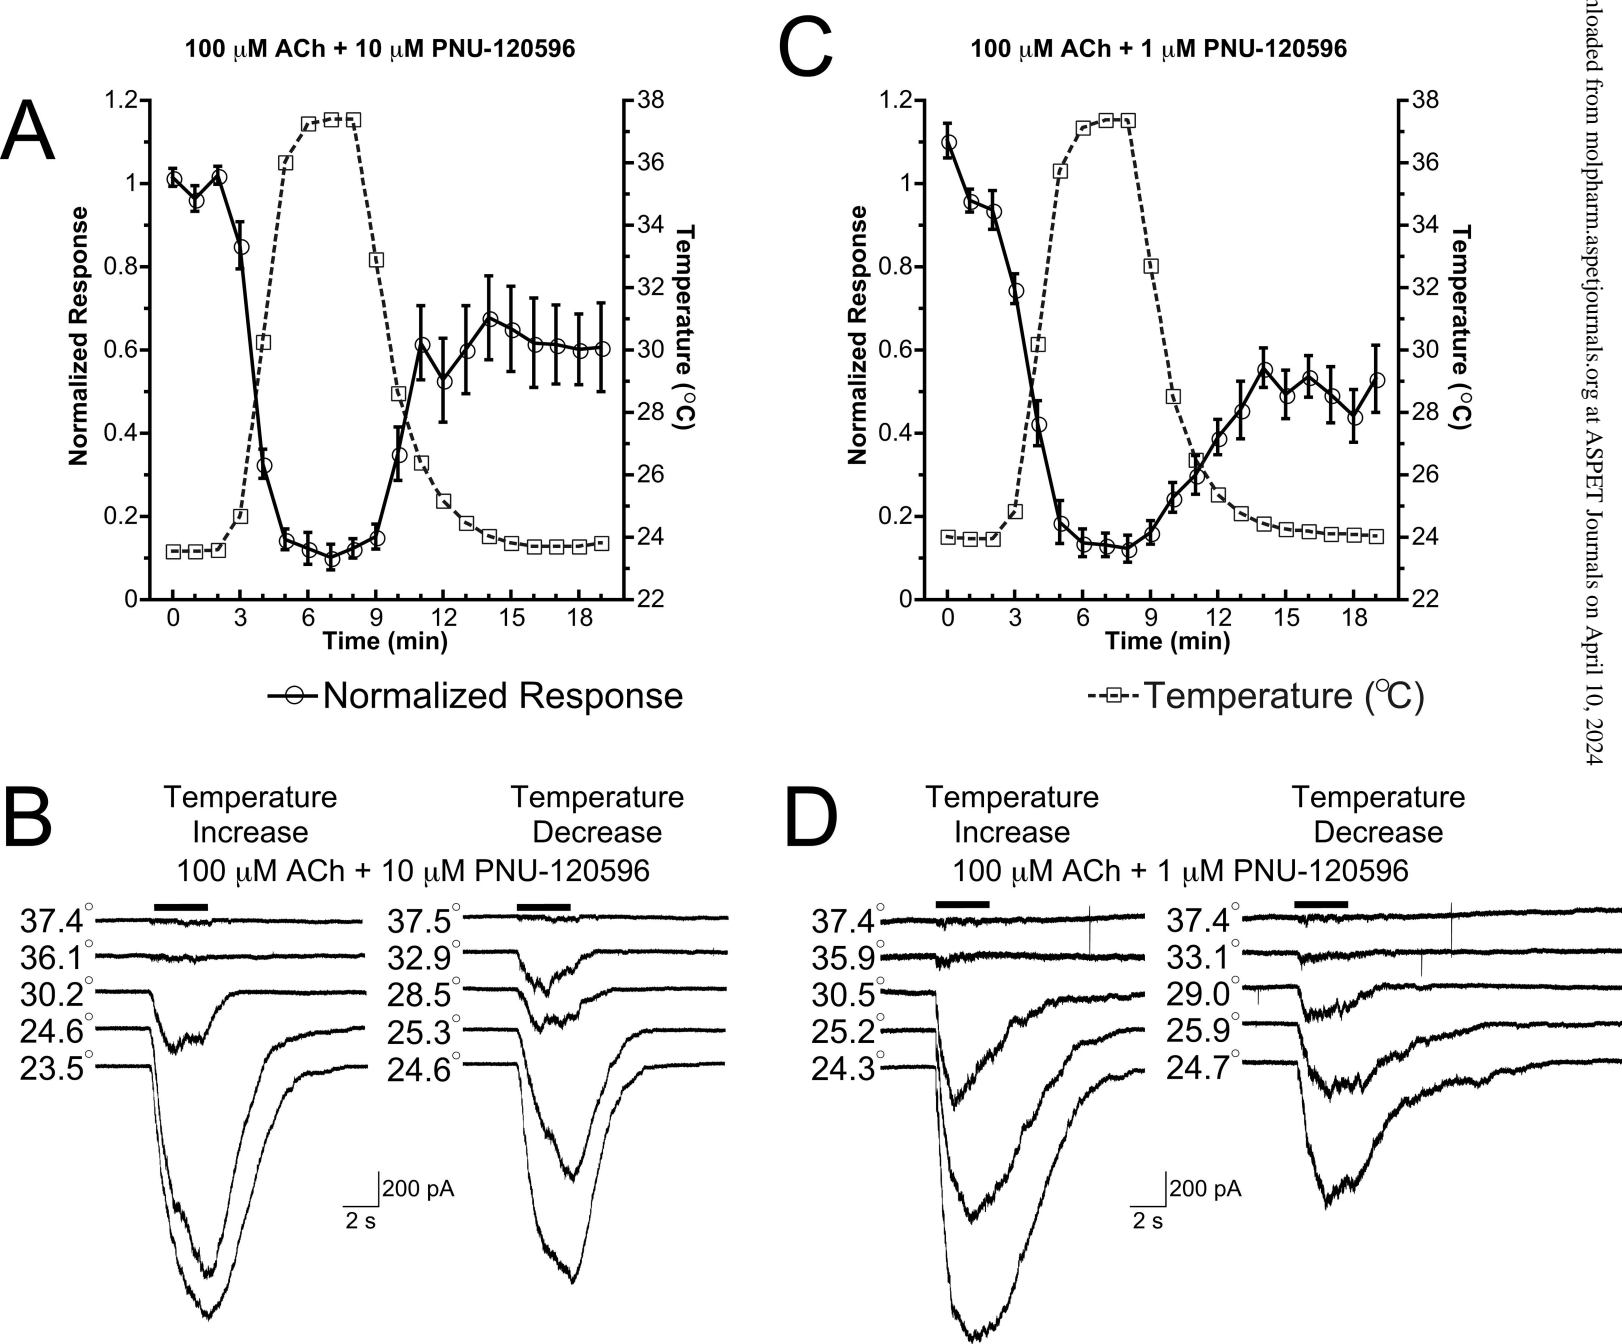 A
100 μM ACh + 10 μM PNU-120596
1.2
1
0.8
0.6
0.4
0.2
0
Normalized Response
38
36
34
32
30
28
26
24
22
Temperature (°C)
0 3 6 9 12 15 18
Time (min)
C
100 μM ACh + 1 μM PNU-120596
1.2
1
0.8
0.6
0.4
0.2
0
Normalized Response
38
36
34
32
30
28
26
24
22
Temperature (°C)
0 3 6 9 12 15 18
Time (min)
Normalized Response
Temperature (°C)
nloaded from molpharm.aspetjournals.org at ASPET Journals on April 10, 2024
B
Temperature
Increase
Temperature
Decrease
100 μM ACh + 10 μM PNU-120596
37.4°
36.1°
30.2°
24.6°
23.5°
37.5°
32.9°
28.5°
25.3°
24.6°
200 pA
2 s
D
Temperature
Increase
Temperature
Decrease
100 μM ACh + 1 μM PNU-120596
37.4°
35.9°
30.5°
25.2°
24.3°
37.4°
33.1°
29.0°
25.9°
24.7°
200 pA
2 s